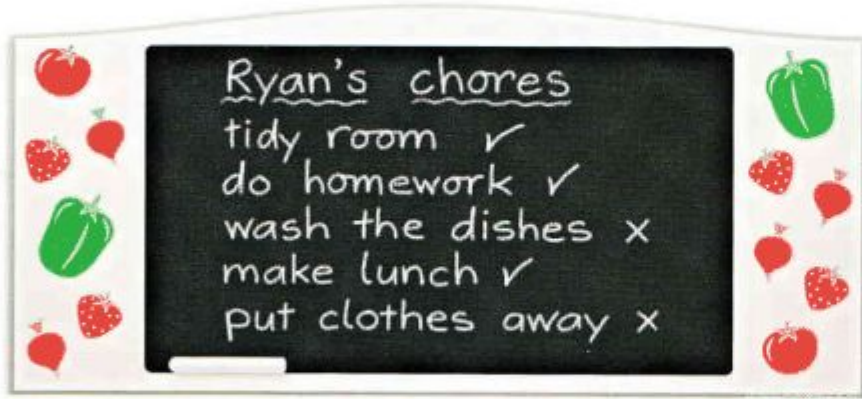 Ryan's chores
tidy room ✓
do homework ✓
wash the dishes x
make lunch ✓
put clothes away x